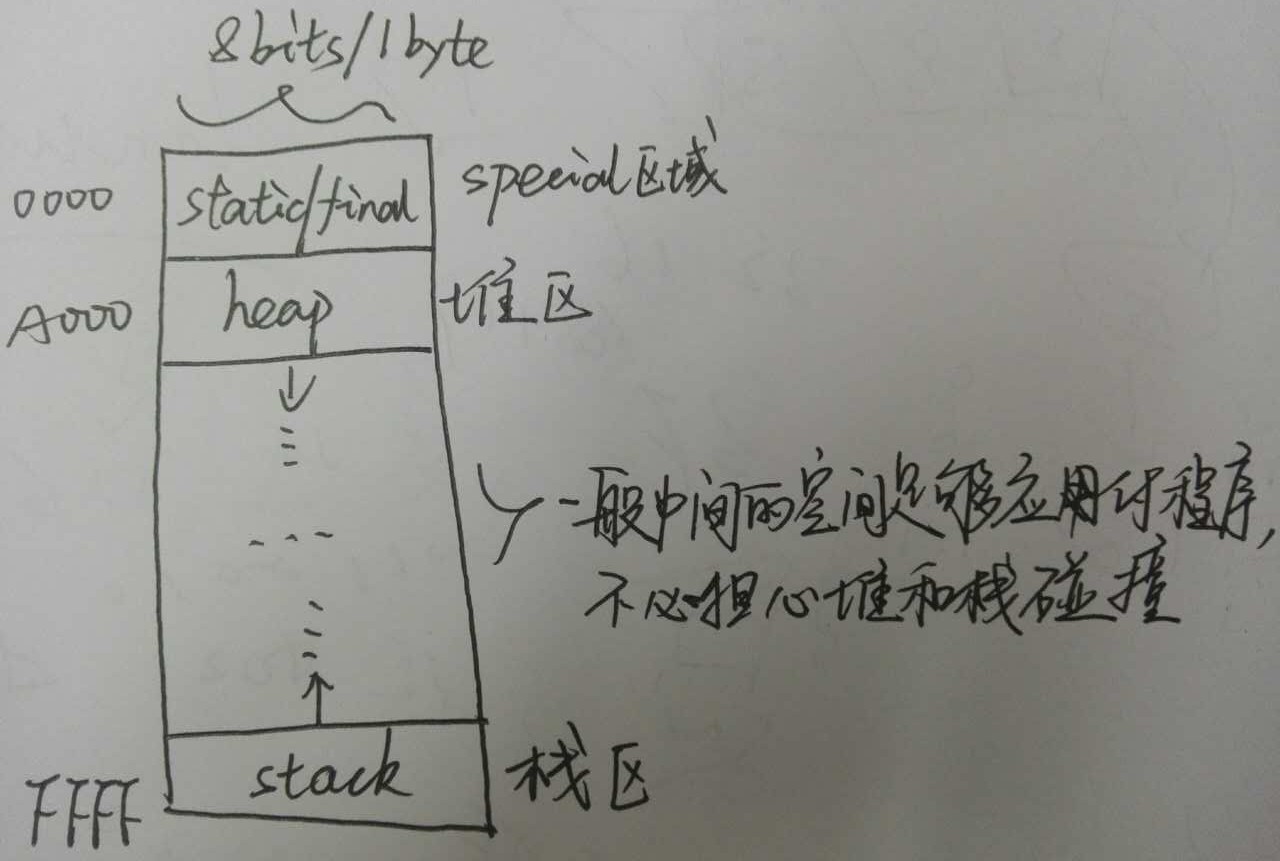 8bits/1byte
0000 static/final special区域
A000 heap 堆区
一般中间的空间足够应用付程序,
不必担心堆和栈碰撞
stack 栈区
FFFF